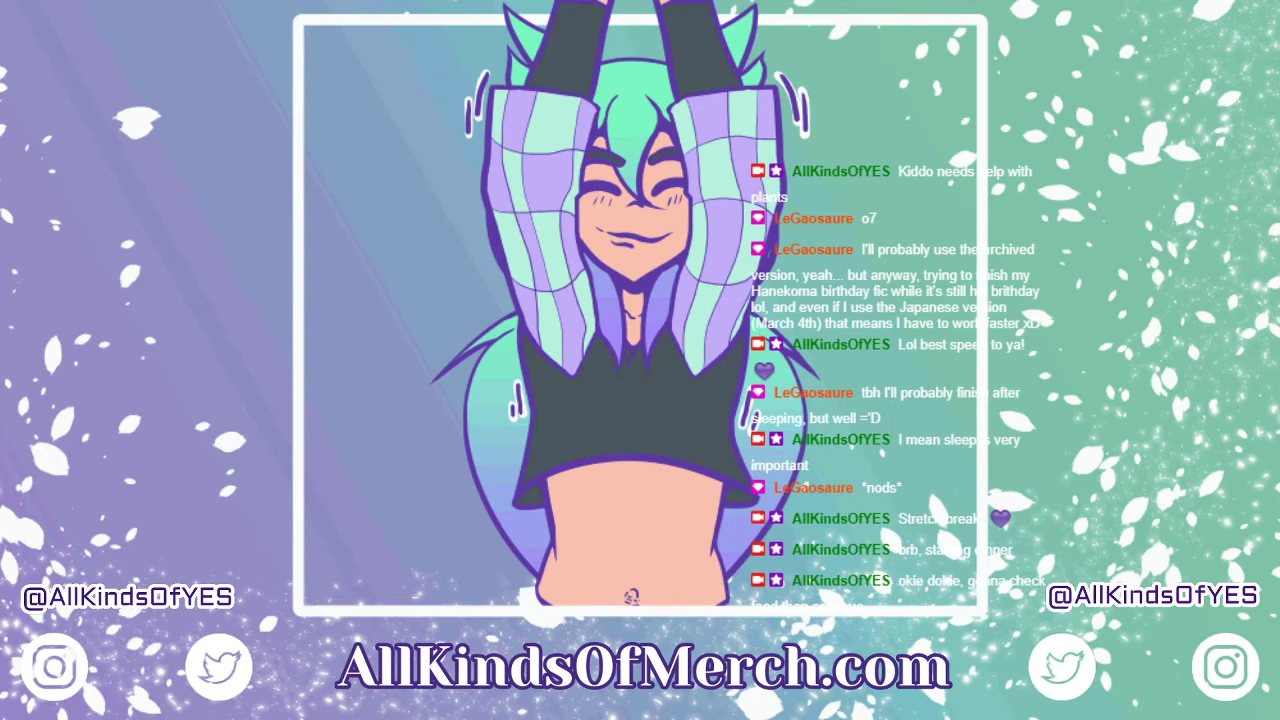 AllKindsOfYES Kiddo needs help with
plants
LeGaosaure o7
LeGaosaure I'll probably use the archived
version, yeah... but anyway, trying to finish my
Hanekoma birthday fic while it's still his brithday
lol, and even if I use the Japanese version
(March 4th) that means I have to work faster xD
AllKindsOfYES Lol best speed to ya!
💜
LeGaosaure tbh I'll probably finish after
sleeping, but well ='D
AllKindsOfYES I mean sleep is very
important
LeGaosaure *nods*
AllKindsOfYES Stretch break 💜
AllKindsOfYES brb, starting dinner
AllKindsOfYES okie dokie, gonna check
food then
@AllKindsOfYES
@AllKindsOfYES
AllKindsOfMerch.com